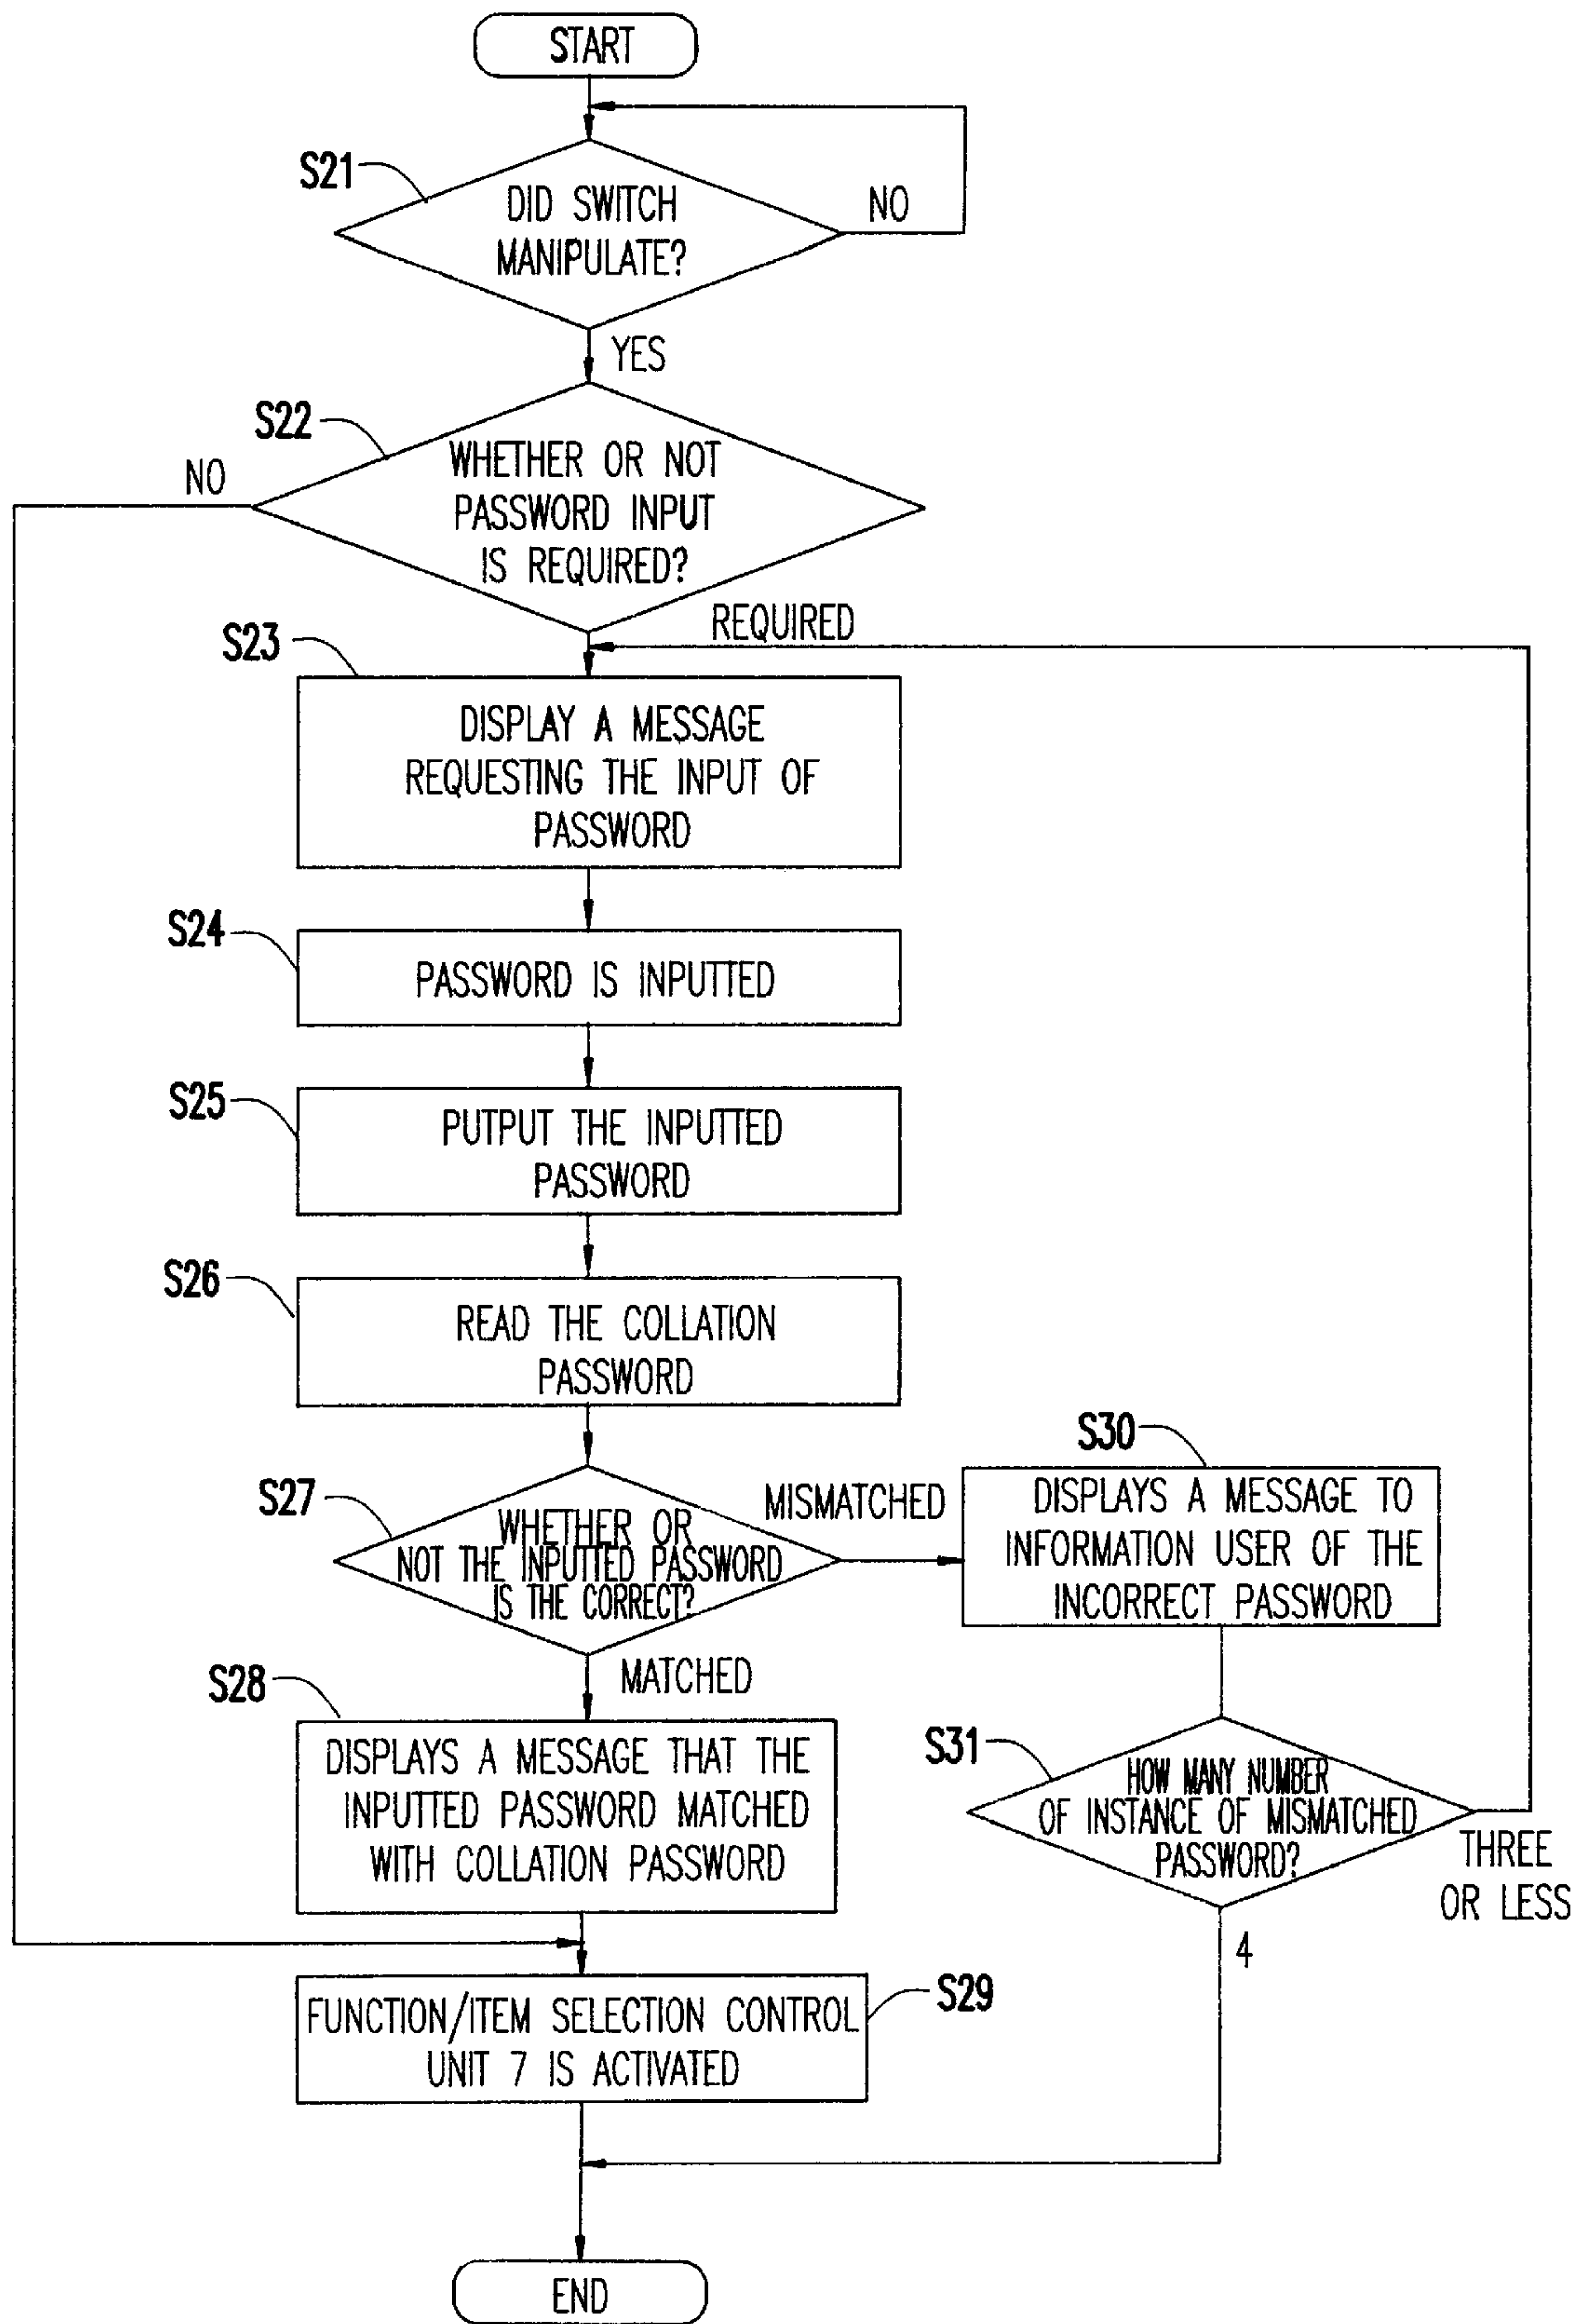 START
S21
DID SWITCH
MANIPULATE?
NO
YES
S22
WHETHER OR NOT
PASSWORD INPUT
IS REQUIRED?
NO
REQUIRED
S23
DISPLAY A MESSAGE
REQUESTING THE INPUT OF
PASSWORD
S24
PASSWORD IS INPUTTED
S25
PUTPUT THE INPUTTED
PASSWORD
S26
READ THE COLLATION
PASSWORD
S27
WHETHER OR
NOT THE INPUTTED PASSWORD
IS THE CORRECT?
MISMATCHED
S30
DISPLAYS A MESSAGE TO
INFORMATION USER OF THE
INCORRECT PASSWORD
MATCHED
S28
DISPLAYS A MESSAGE THAT THE
INPUTTED PASSWORD MATCHED
WITH COLLATION PASSWORD
S31
HOW MANY NUMBER
OF INSTANCE OF MISMATCHED
PASSWORD?
THREE
OR LESS
4
S29
FUNCTION/ITEM SELECTION CONTROL
UNIT 7 IS ACTIVATED
END